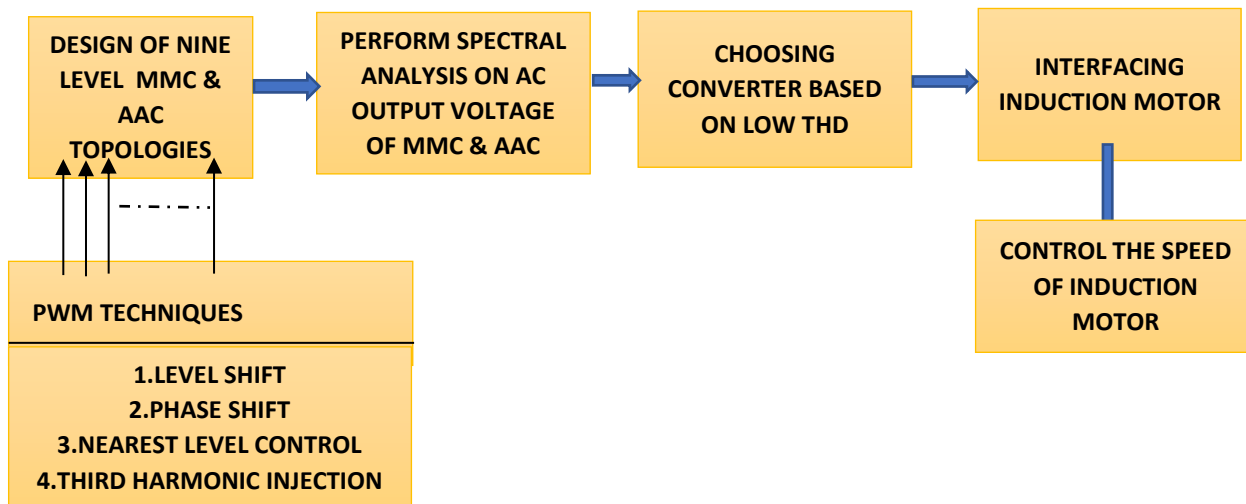 DESIGN OF NINE
LEVEL MMC &
AAC
TOPOLOGIES
PERFORM SPECTRAL
ANALYSIS ON AC
OUTPUT VOLTAGE
OF MMC & AAC
CHOOSING
CONVERTER BASED
ON LOW THD
INTERFACING
INDUCTION MOTOR
CONTROL THE SPEED
OF INDUCTION
MOTOR
PWM TECHNIQUES
1.LEVEL SHIFT
2.PHASE SHIFT
3.NEAREST LEVEL CONTROL
4.THIRD HARMONIC INJECTION